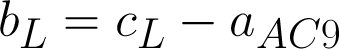 b_L = c_L − a_{AC9}